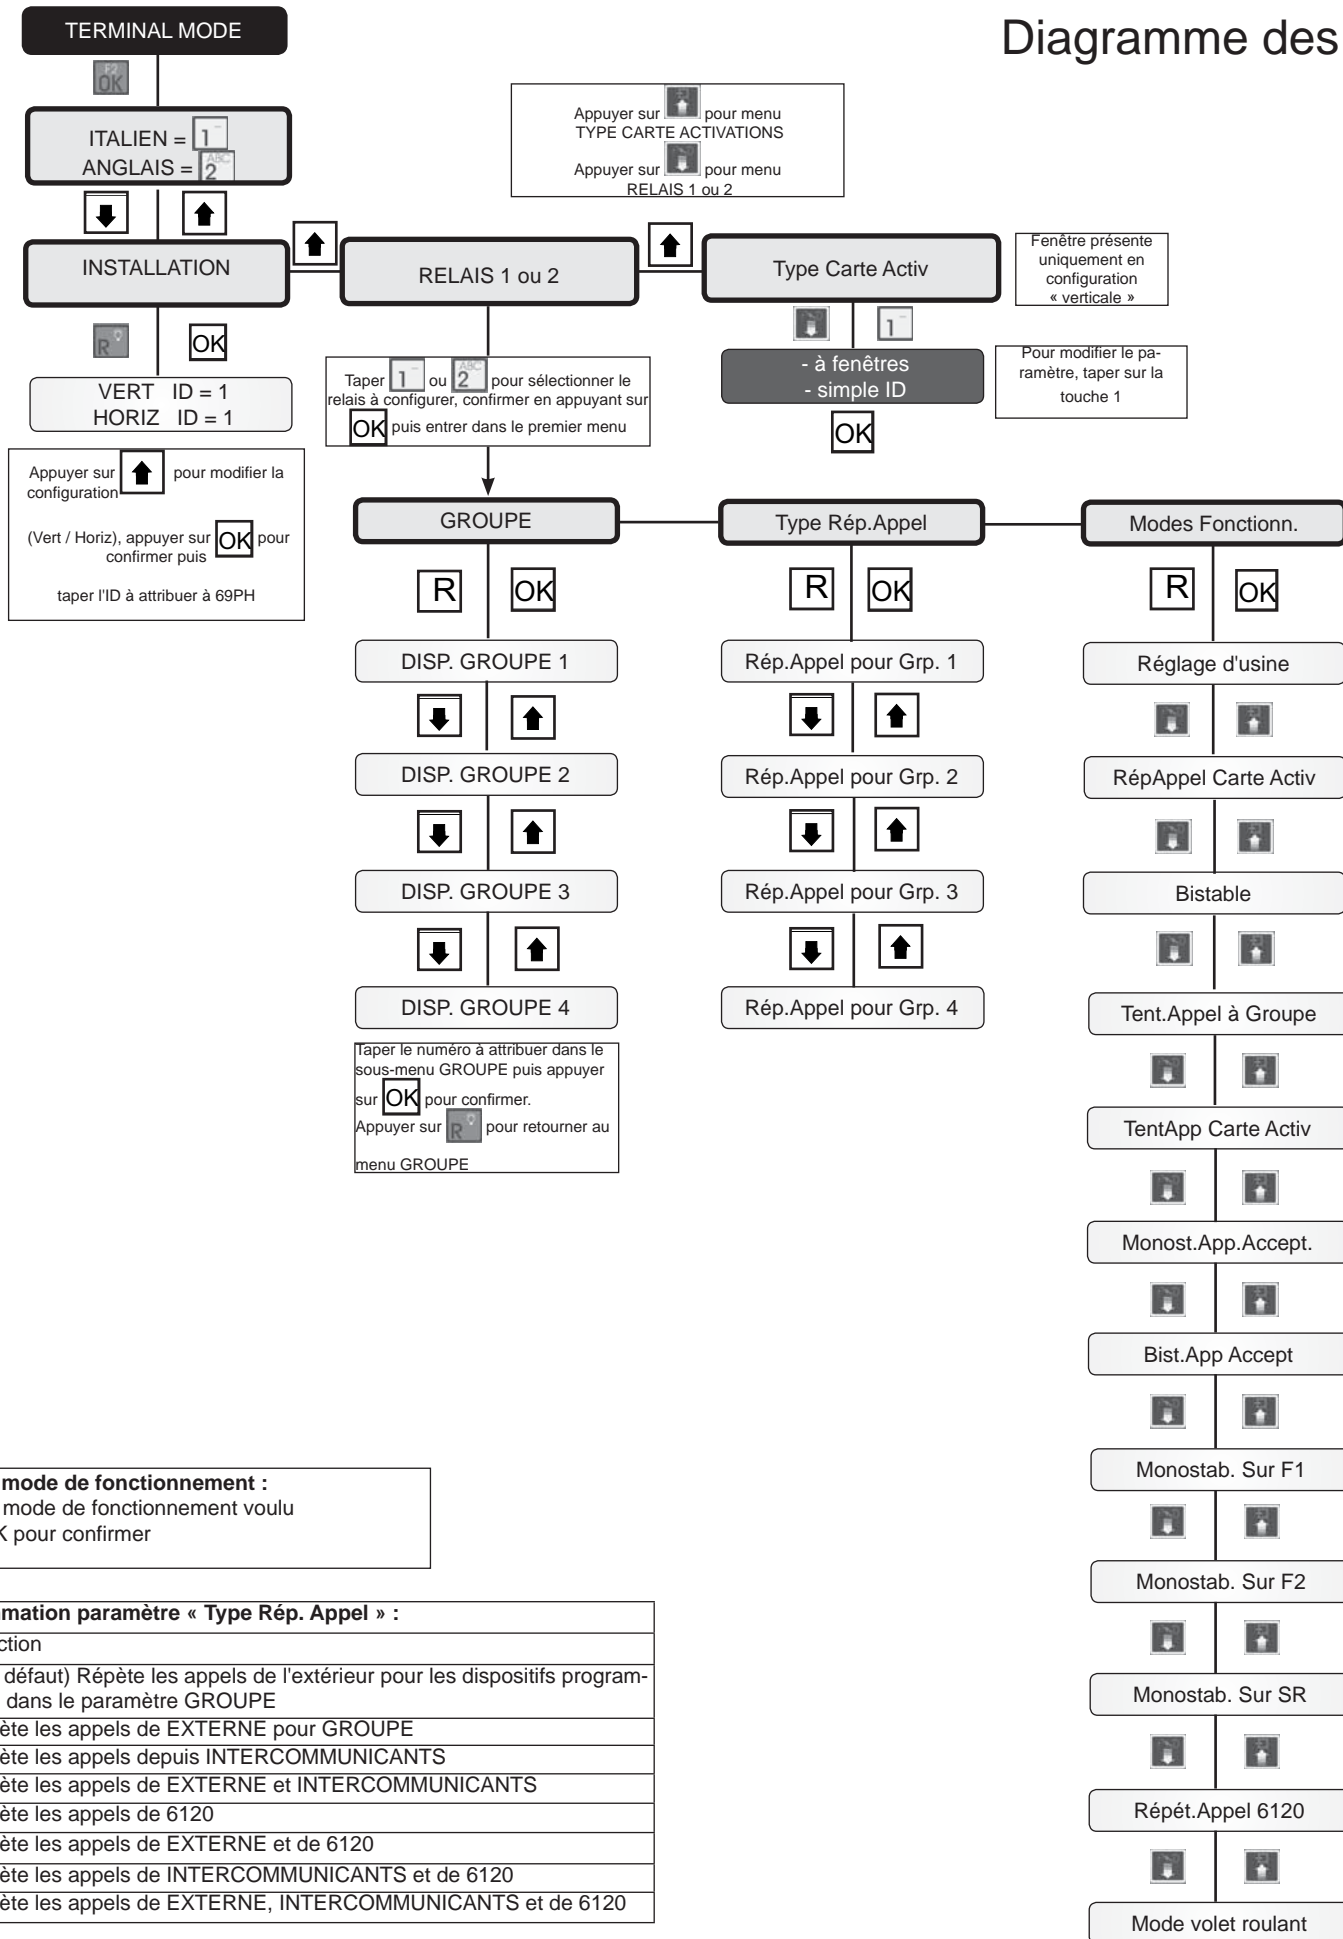 Diagramme des
TERMINAL MODE
F2
OK
ITALIEN = 1
ANGLAIS = ABC 2
Appuyer sur pour menu
TYPE CARTE ACTIVATIONS
Appuyer sur pour menu
RELAIS 1 ou 2
INSTALLATION
RELAIS 1 ou 2
Type Carte Activ
Fenêtre présente
uniquement en
configuration
« verticale »
R OK
1
VERT ID = 1
HORIZ ID = 1
Taper 1 ou ABC 2 pour sélectionner le
relais à configurer, confirmer en appuyant sur
OK puis entrer dans le premier menu
- à fenêtres
- simple ID
OK
Pour modifier le pa-
ramètre, taper sur la
touche 1
Appuyer sur pour modifier la
configuration
(Vert / Horiz), appuyer sur OK pour
confirmer puis
taper l'ID à attribuer à 69PH
GROUPE
R OK
DISP. GROUPE 1
DISP. GROUPE 2
DISP. GROUPE 3
DISP. GROUPE 4
Taper le numéro à attribuer dans le
sous-menu GROUPE puis appuyer
sur OK pour confirmer.
Appuyer sur R pour retourner au
menu GROUPE
Type Rép.Appel
R OK
Rép.Appel pour Grp. 1
Rép.Appel pour Grp. 2
Rép.Appel pour Grp. 3
Rép.Appel pour Grp. 4
Modes Fonctionn.
R OK
Réglage d'usine
RépAppel Carte Activ
Bistable
Tent.Appel à Groupe
TentApp Carte Activ
Monost.App.Accept.
Bist.App Accept
Monostab. Sur F1
Monostab. Sur F2
Monostab. Sur SR
Répét.Appel 6120
Mode volet roulant
mode de fonctionnement :
mode de fonctionnement voulu
K pour confirmer
mation paramètre « Type Rép. Appel » :
ction
défaut) Répète les appels de l'extérieur pour les dispositifs program-
dans le paramètre GROUPE
ète les appels de EXTERNE pour GROUPE
ète les appels depuis INTERCOMMUNICANTS
ète les appels de EXTERNE et INTERCOMMUNICANTS
ète les appels de 6120
ète les appels de EXTERNE et de 6120
ète les appels de INTERCOMMUNICANTS et de 6120
ète les appels de EXTERNE, INTERCOMMUNICANTS et de 6120